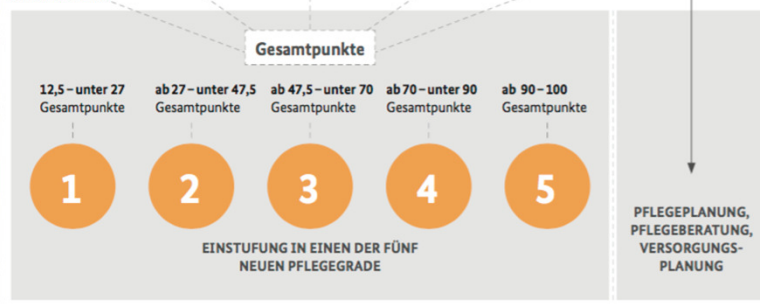 Gesamtpunkte
12,5 – unter 27
Gesamtpunkte
ab 27 – unter 47,5
Gesamtpunkte
ab 47,5 – unter 70
Gesamtpunkte
ab 70 – unter 90
Gesamtpunkte
ab 90 – 100
Gesamtpunkte
1
2
3
4
5
EINSTUFUNG IN EINEN DER FÜNF
NEUEN PFLEGEGRADE
PFLEGEPLANUNG,
PFLEGEBERATUNG,
VERSORGUNGS-
PLANUNG